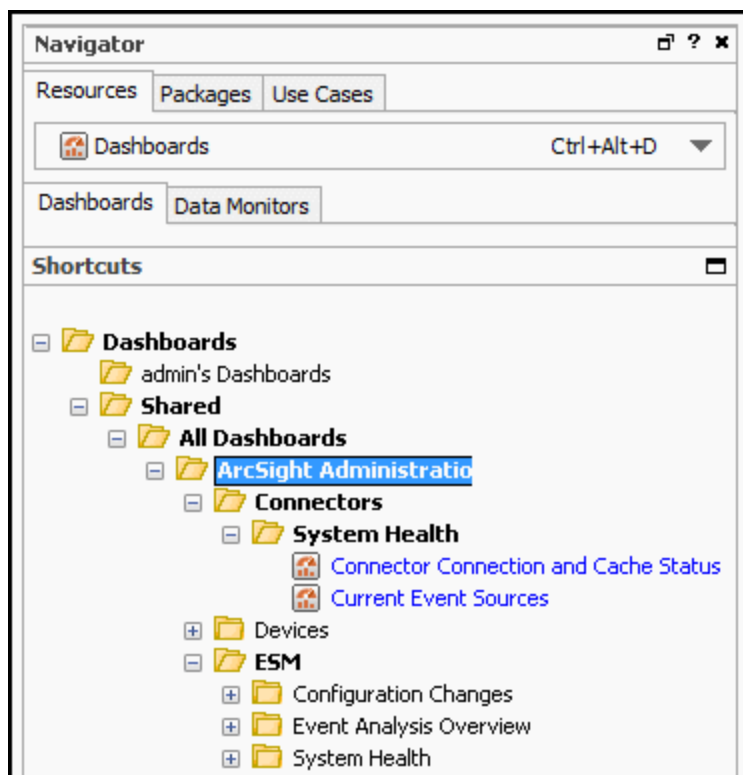 Navigator ?
Resources Packages Use Cases
Dashboards Ctrl+Alt+D
Dashboards Data Monitors
Shortcuts
Dashboards
admin's Dashboards
Shared
All Dashboards
ArcSight Administratio
Connectors
System Health
Connector Connection and Cache Status
Current Event Sources
Devices
ESM
Configuration Changes
Event Analysis Overview
System Health